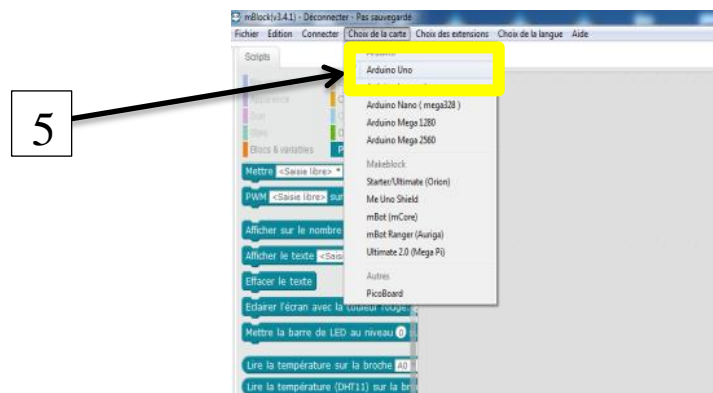 mBlock(v3.4.1) - Déconnecter - Pas sauvegardé
Fichier Edition Connecter Choix de la carte Choix des extensions Choix de la langue Aide
Scripts
Arduino Uno
Arduino Nano ( mega328 )
Arduino Mega 1280
Arduino Mega 2560
Makeblock
Starter/Ultimate (Orion)
Me Uno Shield
mBot (mCore)
mBot Ranger (Auriga)
Ultimate 2.0 (Mega Pi)
Autres
PicoBoard
5
Blocs & variables P
Mettre <Saisie libre>
PWM <Saisie libre> sur
Afficher sur le nombre
Afficher le texte <Sais
Effacer le texte
Eclairer l'écran avec la couleur rouge
Mettre la barre de LED au niveau 0
Lire la température sur la broche A0
Lire la température (DHT11) sur la br